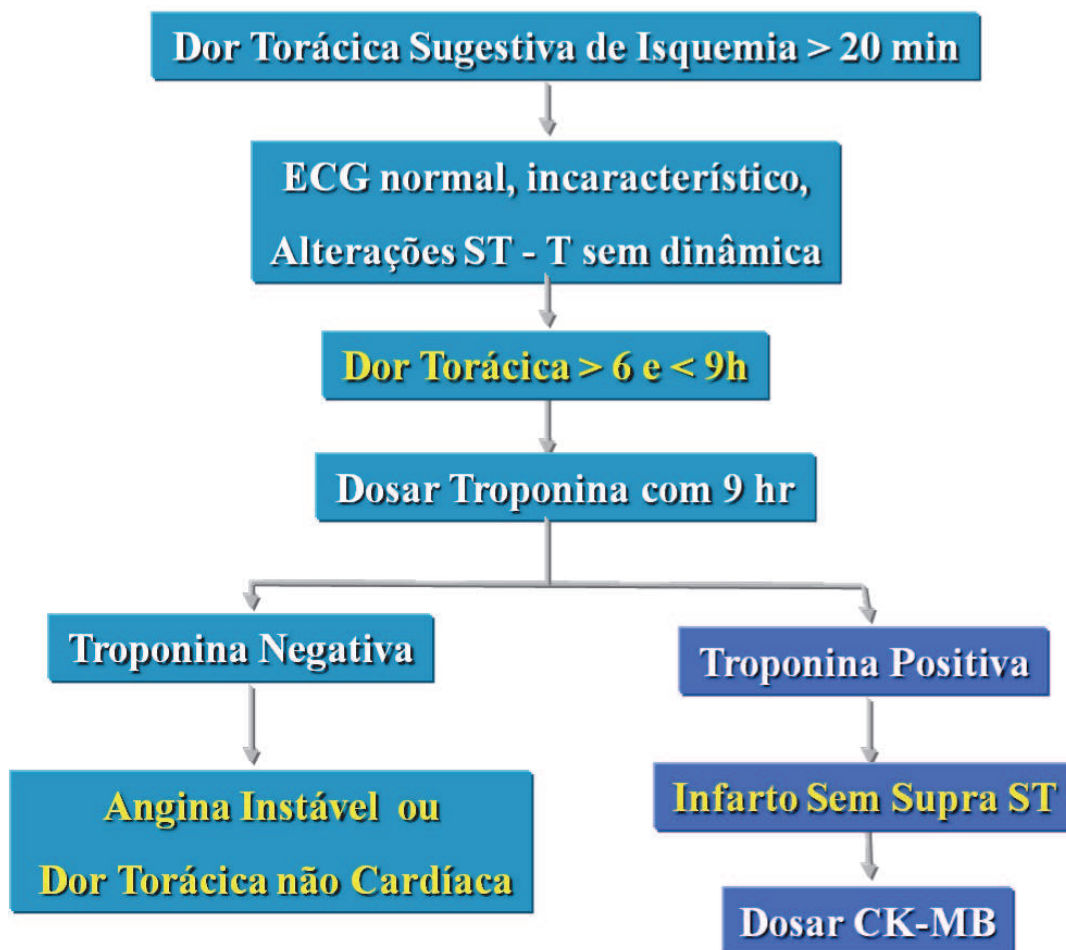 Dor Torácica Sugestiva de Isquemia > 20 min
ECG normal, incaracterístico,
Alterações ST - T sem dinâmica
Dor Torácica > 6 e < 9h
Dosar Troponina com 9 hr
Troponina Negativa
Troponina Positiva
Angina Instável ou
Dor Torácica não Cardíaca
Infarto Sem Supra ST
Dosar CK-MB